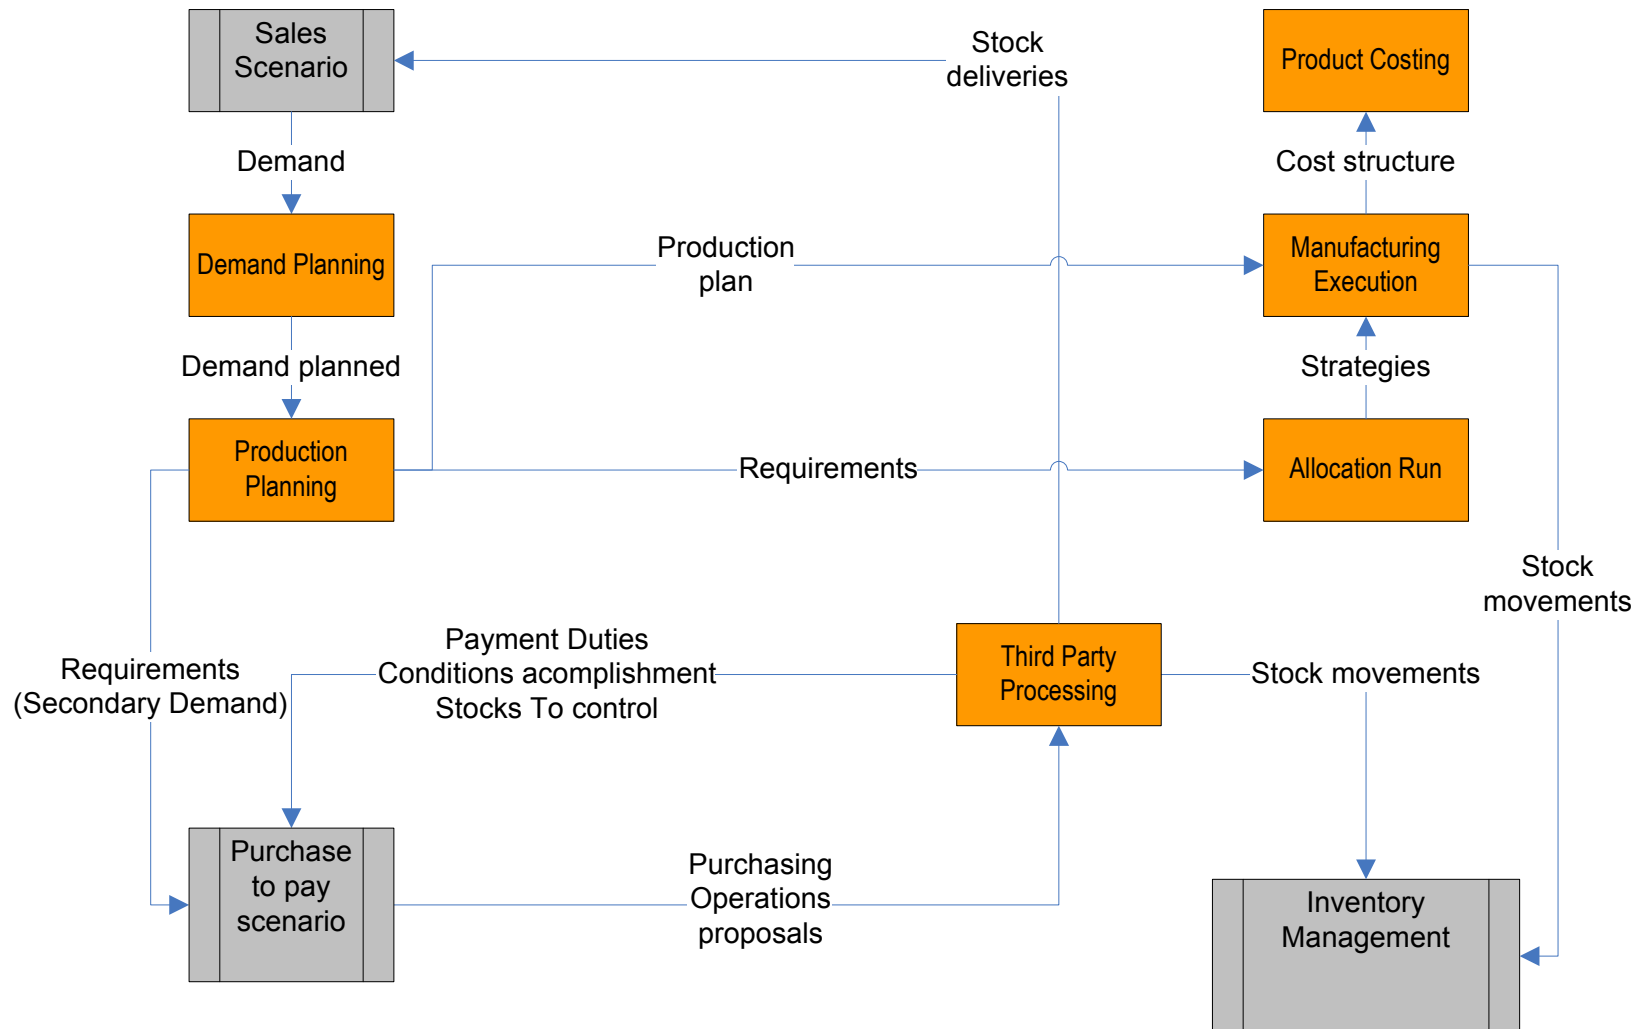 Sales
Scenario
Stock
deliveries
Product Costing
Demand
Cost structure
Demand Planning
Production
plan
Manufacturing
Execution
Demand planned
Strategies
Production
Planning
Requirements
Allocation Run
Stock
movements
Requirements
(Secondary Demand)
Payment Duties
Conditions acomplishment
Stocks To control
Third Party
Processing
Stock movements
Purchase
to pay
scenario
Purchasing
Operations
proposals
Inventory
Management